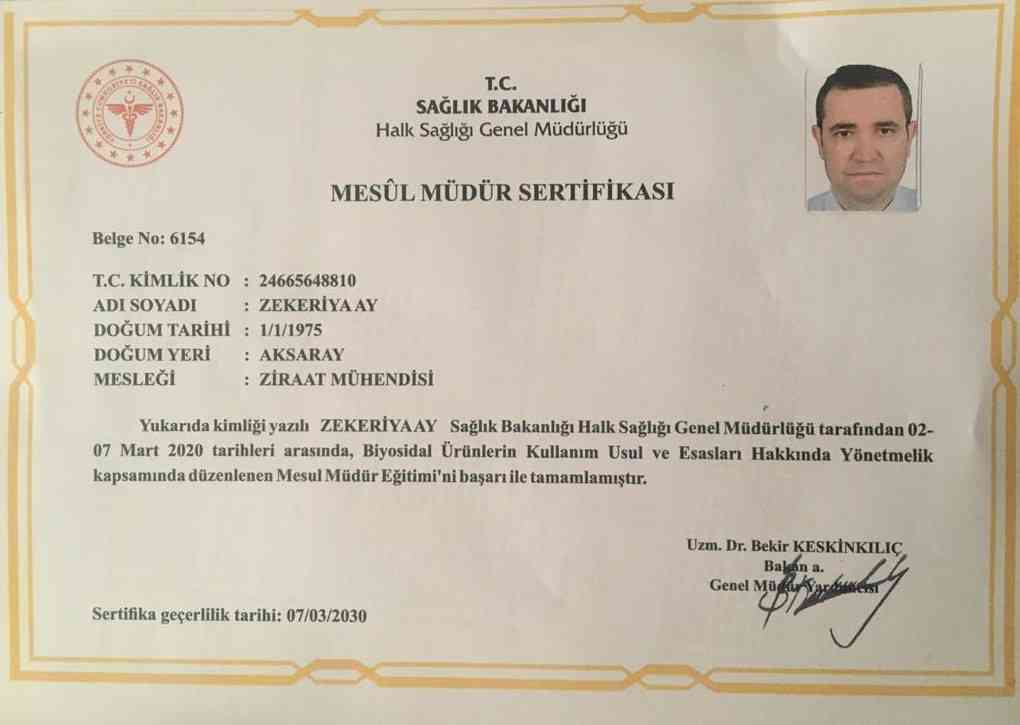 T.C.
SAĞLIK BAKANLIĞI
Halk Sağlığı Genel Müdürlüğü
MESÛL MÜDÜR SERTİFİKASI
Belge No: 6154
T.C. KİMLİK NO : 24665648810
ADI SOYADI : ZEKERİYA AY
DOĞUM TARİHİ : 1/1/1975
DOĞUM YERİ : AKSARAY
MESLEĞİ : ZİRAAT MÜHENDİSİ
Yukarıda kimliği yazılı ZEKERİYA AY Sağlık Bakanlığı Halk Sağlığı Genel Müdürlüğü tarafından 02-
07 Mart 2020 tarihleri arasında, Biyosidal Ürünlerin Kullanım Usul ve Esasları Hakkında Yönetmelik
kapsamında düzenlenen Mesul Müdür Eğitimi'ni başarı ile tamamlamıştır.
Uzm. Dr. Bekir KESKİNKILIÇ
Bakan a.
Genel Müdür Yardımcısı
Sertifika geçerlilik tarihi: 07/03/2030